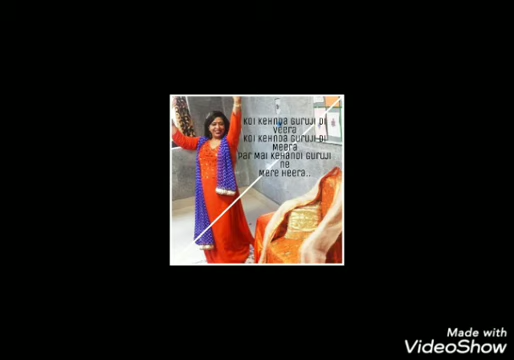 Koi Kehnda Guruji Di
Veera
Koi Kehnda Guruji Di
Meera
Par Mai Kehandi Guruji
ne
Mere Heera..
Made with
VideoShow